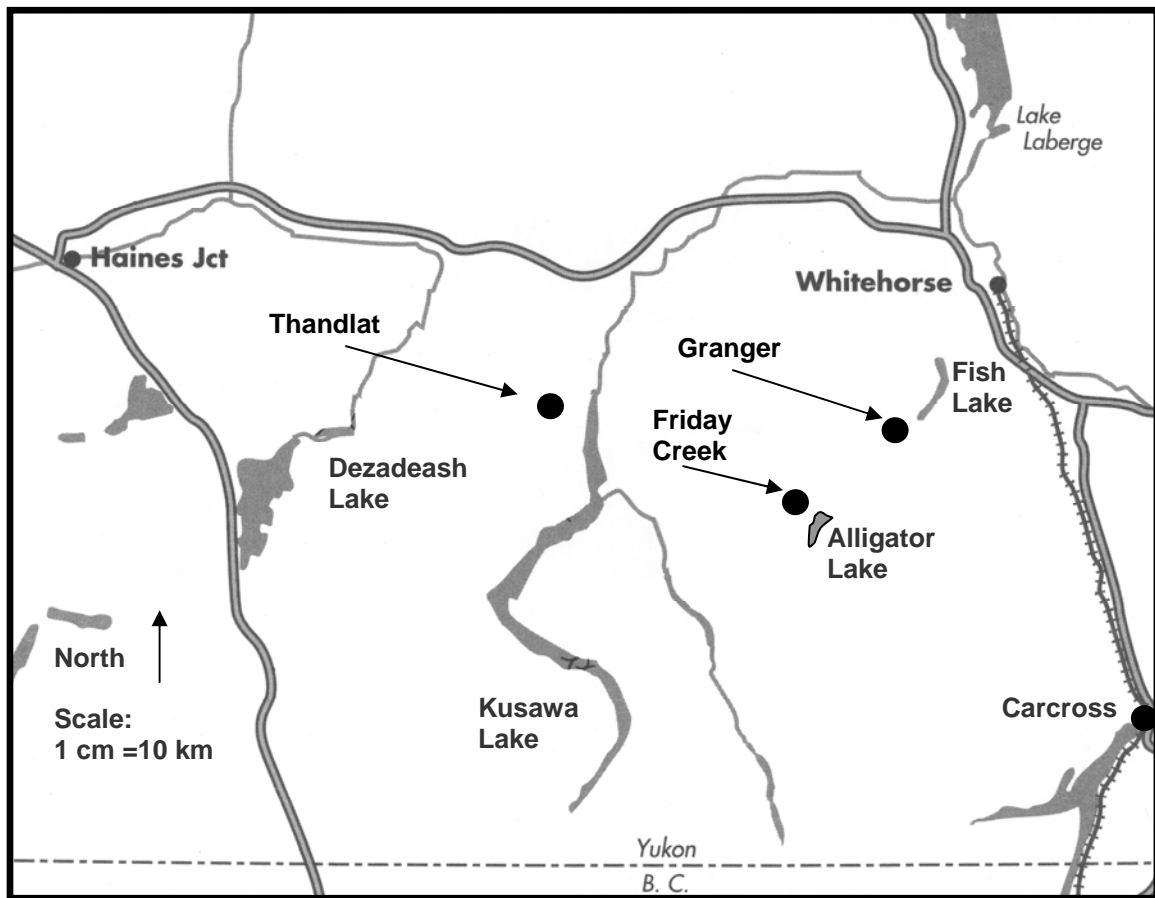 Lake
Laberge
Haines Jct
Whitehorse
Thandlat
Granger
Fish
Lake
Friday
Creek
Dezadeash
Lake
Alligator
Lake
North
Kusawa
Lake
Carcross
Scale:
1 cm =10 km
Yukon
B. C.